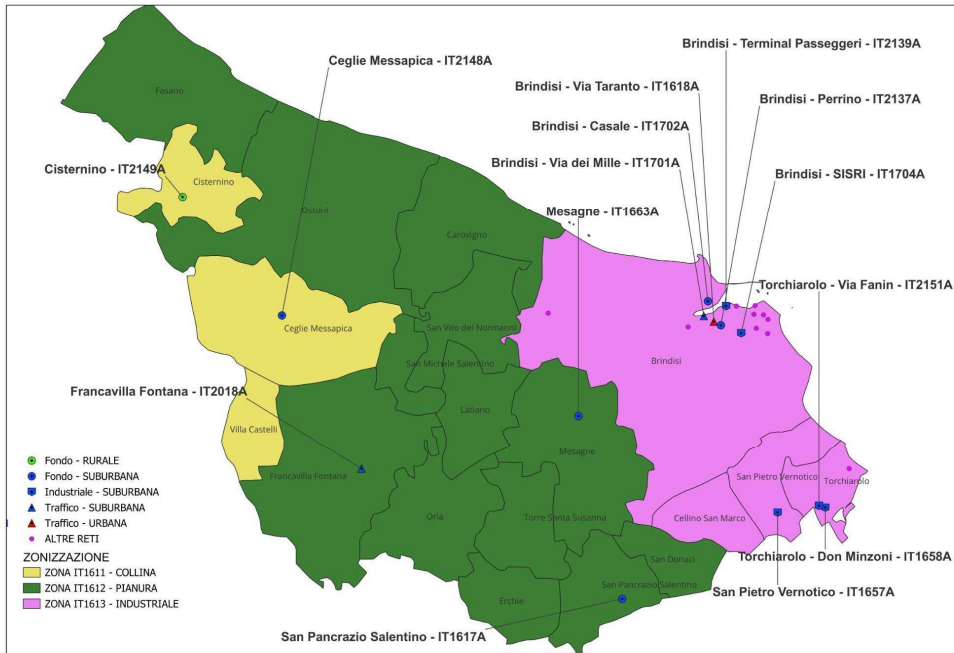 Brindisi - Terminal Passeggeri - IT2139A
Ceglie Messapica - IT2148A
Brindisi - Via Taranto - IT1618A
Fasano
Brindisi - Perrino - IT2137A
Brindisi - Casale - IT1702A
Brindisi - Via dei Mille - IT1701A
Cisternino - IT2149A
Brindisi - SISRI - IT1704A
Cisternino
Mesagne - IT1663A
Ostuni
Carovigno
Torchiarolo - Via Fanin - IT2151A
Ceglie Messapica
San Vito dei Normanni
San Michele Salentino
Brindisi
Francavilla Fontana - IT2018A
Latiano
Villa Castelli
Mesagne
Francavilla Fontana
San Pietro Vernotico
Torchiarolo
Oria
Torre Santa Susanna
Cellino San Marco
San Donaci
Torchiarolo - Don Minzoni - IT1658A
San Pancrazio Salentino
San Pietro Vernotico - IT1657A
Erchie
San Pancrazio Salentino - IT1617A
Fondo - RURALE
Fondo - SUBURBANA
Industriale - SUBURBANA
Traffico - SUBURBANA
Traffico - URBANA
ALTRE RETI
ZONIZZAZIONE
ZONA IT1611 - COLLINA
ZONA IT1612 - PIANURA
ZONA IT1613 - INDUSTRIALE